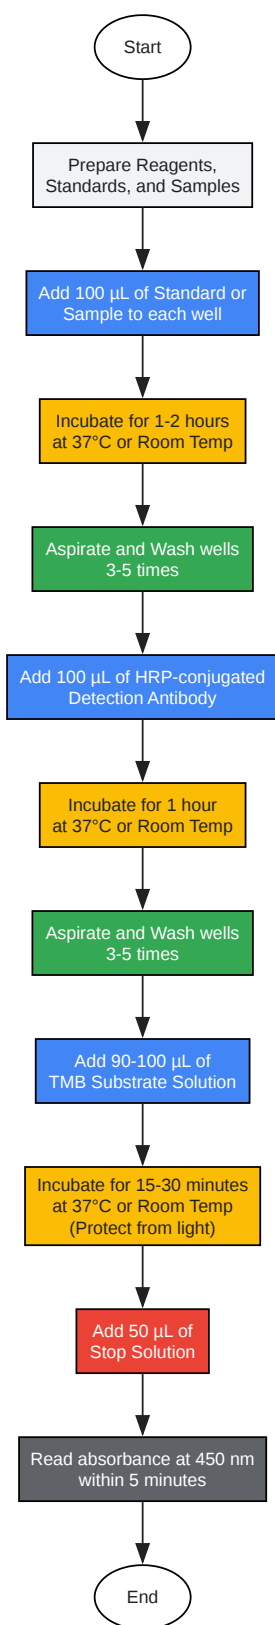 Start
Prepare Reagents,
Standards, and Samples
Add 100 µL of Standard or
Sample to each well
Incubate for 1-2 hours
at 37°C or Room Temp
Aspirate and Wash wells
3-5 times
Add 100 µL of HRP-conjugated
Detection Antibody
Incubate for 1 hour
at 37°C or Room Temp
Aspirate and Wash wells
3-5 times
Add 90-100 µL of
TMB Substrate Solution
Incubate for 15-30 minutes
at 37°C or Room Temp
(Protect from light)
Add 50 µL of
Stop Solution
Read absorbance at 450 nm
within 5 minutes
End